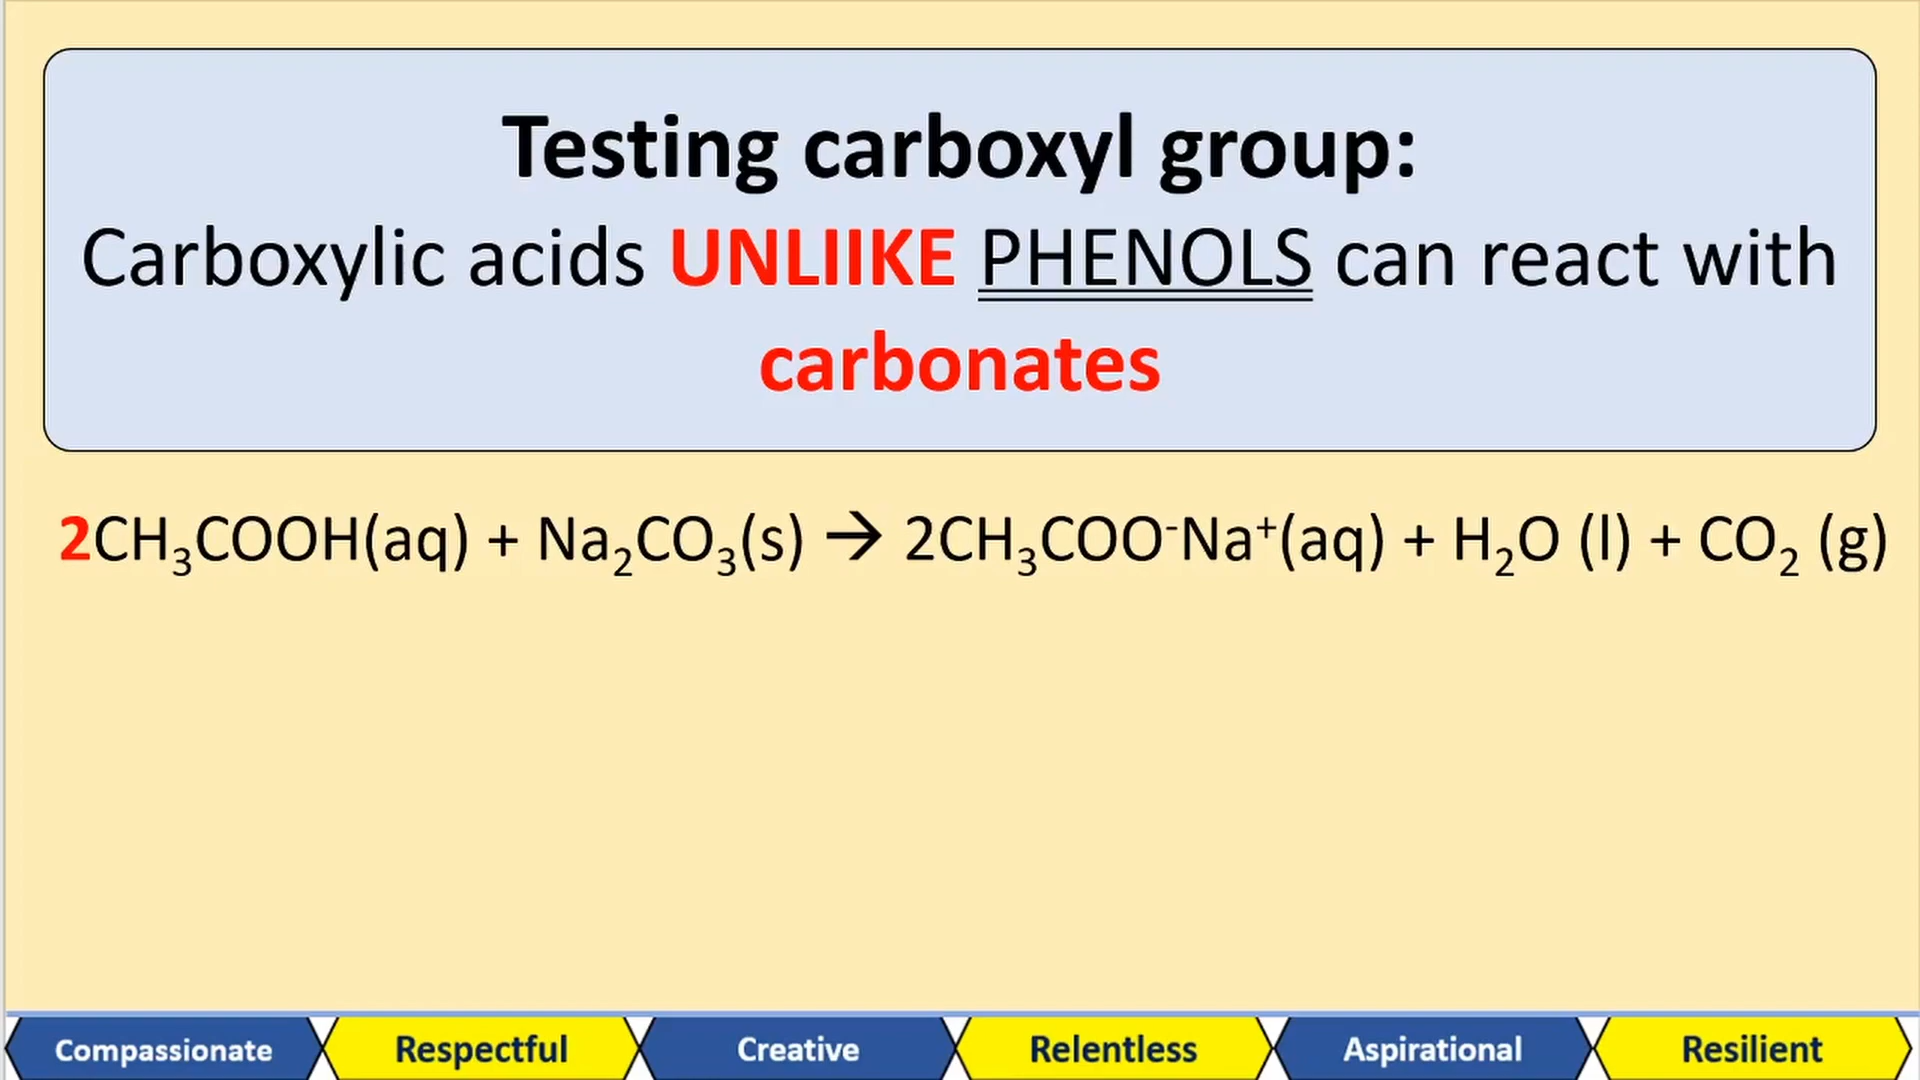 Testing carboxyl group:
Carboxylic acids UNLIIKE PHENOLS can react with
carbonates
2CH₃COOH(aq) + Na₂CO₃(s) → 2CH₃COO⁻Na⁺(aq) + H₂O (l) + CO₂ (g)
Compassionate Respectful Creative Relentless Aspirational Resilient